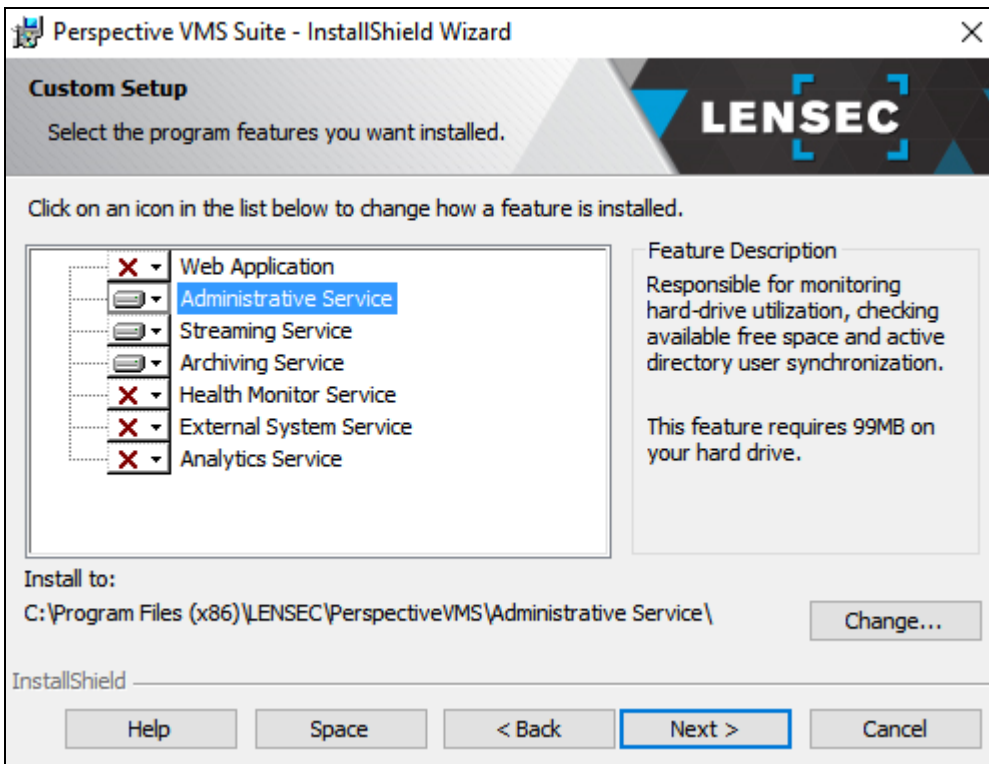 Perspective VMS Suite - InstallShield Wizard
Custom Setup
Select the program features you want installed.
LENSEC
Click on an icon in the list below to change how a feature is installed.
Web Application
Administrative Service
Streaming Service
Archiving Service
Health Monitor Service
External System Service
Analytics Service
Feature Description
Responsible for monitoring
hard-drive utilization, checking
available free space and active
directory user synchronization.
This feature requires 99MB on
your hard drive.
Install to:
C:\Program Files (x86)\LENSEC\PerspectiveVMS\Administrative Service\
Change...
InstallShield
Help
Space
< Back
Next >
Cancel